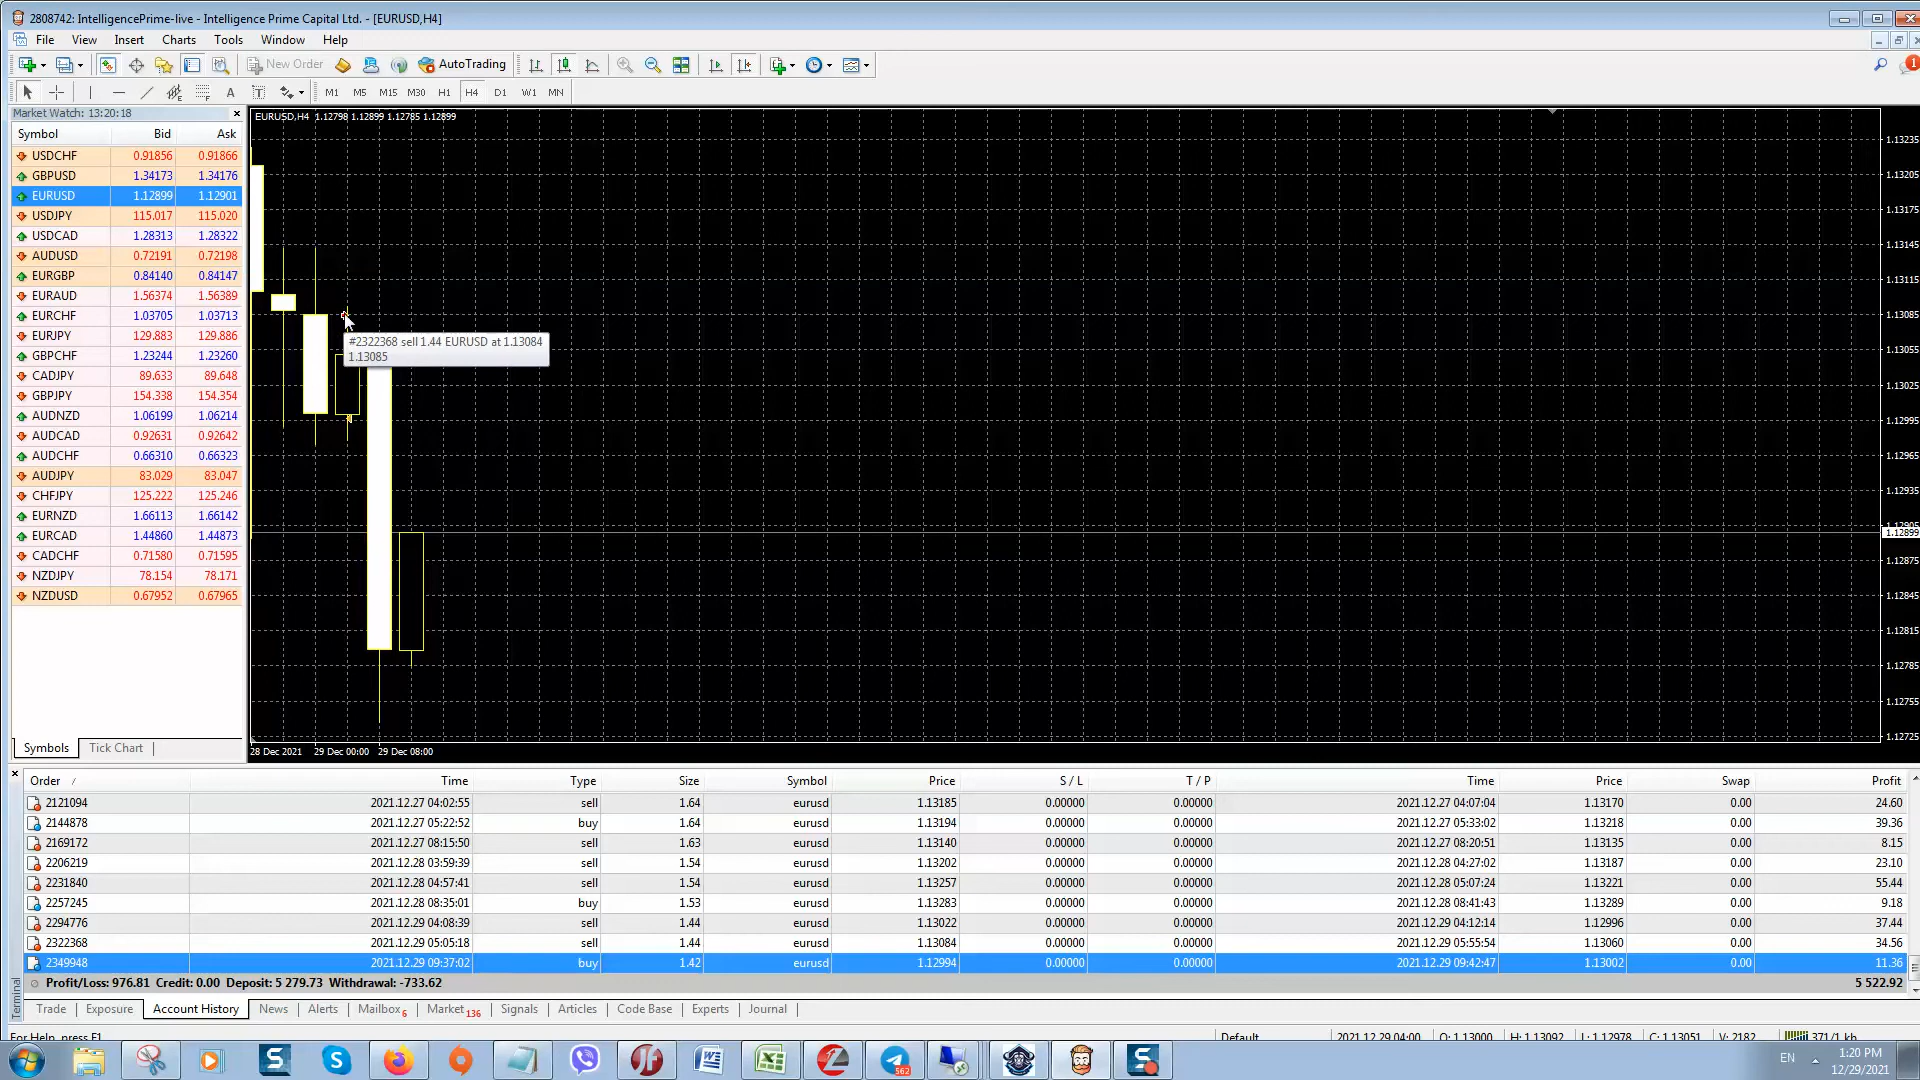 2808742: IntelligencePrime-live - Intelligence Prime Capital Ltd. - [EURUSD,H4]
File View Insert Charts Tools Window Help
New Order AutoTrading
M1 M5 M15 M30 H1 H4 D1 W1 MN
Market Watch: 13:20:18
Symbol Bid Ask
USDCHF 0.91856 0.91866
GBPUSD 1.34173 1.34176
EURUSD 1.12899 1.12901
USDJPY 115.017 115.020
USDCAD 1.28313 1.28322
AUDUSD 0.72191 0.72198
EURGBP 0.84140 0.84147
EURAUD 1.56374 1.56389
EURCHF 1.03705 1.03713
EURJPY 129.883 129.886
GBPCHF 1.23244 1.23260
CADJPY 89.633 89.648
GBPJPY 154.338 154.354
AUDNZD 1.06199 1.06214
AUDCAD 0.92631 0.92642
AUDCHF 0.66310 0.66323
AUDJPY 83.029 83.047
CHFJPY 125.222 125.246
EURNZD 1.66113 1.66142
EURCAD 1.44860 1.44873
CADCHF 0.71580 0.71595
NZDJPY 78.154 78.171
NZDUSD 0.67952 0.67965
Symbols Tick Chart
EURUSD,H4 1.12798 1.12899 1.12785 1.12899
#2322368 sell 1.44 EURUSD at 1.13084
1.13085
1.13235
1.13205
1.13175
1.13145
1.13115
1.13085
1.13055
1.13025
1.12995
1.12965
1.12935
1.12905
1.12899
1.12875
1.12845
1.12815
1.12785
1.12755
1.12725
28 Dec 2021 29 Dec 00:00 29 Dec 08:00
Order / Time Type Size Symbol Price S / L T / P Time Price Swap Profit
2121094 2021.12.27 04:02:55 sell 1.64 eurusd 1.13185 0.00000 0.00000 2021.12.27 04:07:04 1.13170 0.00 24.60
2144878 2021.12.27 05:22:52 buy 1.64 eurusd 1.13194 0.00000 0.00000 2021.12.27 05:33:02 1.13218 0.00 39.36
2169172 2021.12.27 08:15:50 sell 1.63 eurusd 1.13140 0.00000 0.00000 2021.12.27 08:20:51 1.13135 0.00 8.15
2206219 2021.12.28 03:59:39 sell 1.54 eurusd 1.13202 0.00000 0.00000 2021.12.28 04:27:02 1.13187 0.00 23.10
2231840 2021.12.28 04:57:41 sell 1.54 eurusd 1.13257 0.00000 0.00000 2021.12.28 05:07:24 1.13221 0.00 55.44
2257245 2021.12.28 08:35:01 buy 1.53 eurusd 1.13283 0.00000 0.00000 2021.12.28 08:41:43 1.13289 0.00 9.18
2294776 2021.12.29 04:08:39 sell 1.44 eurusd 1.13022 0.00000 0.00000 2021.12.29 04:12:14 1.12996 0.00 37.44
2322368 2021.12.29 05:05:18 sell 1.44 eurusd 1.13084 0.00000 0.00000 2021.12.29 05:55:54 1.13060 0.00 34.56
2349948 2021.12.29 09:37:02 buy 1.42 eurusd 1.12994 0.00000 0.00000 2021.12.29 09:42:47 1.13002 0.00 11.36
Profit/Loss: 976.81 Credit: 0.00 Deposit: 5 279.73 Withdrawal: -733.62 5 522.92
Terminal
Trade Exposure Account History News Alerts Mailbox 6 Market 136 Signals Articles Code Base Experts Journal
For Help, press F1 Default 2021.12.29 04:00 O: 1.13000 H: 1.13092 L: 1.12978 C: 1.13051 V: 2182 371/1 kb
562
EN 1:20 PM
12/29/2021